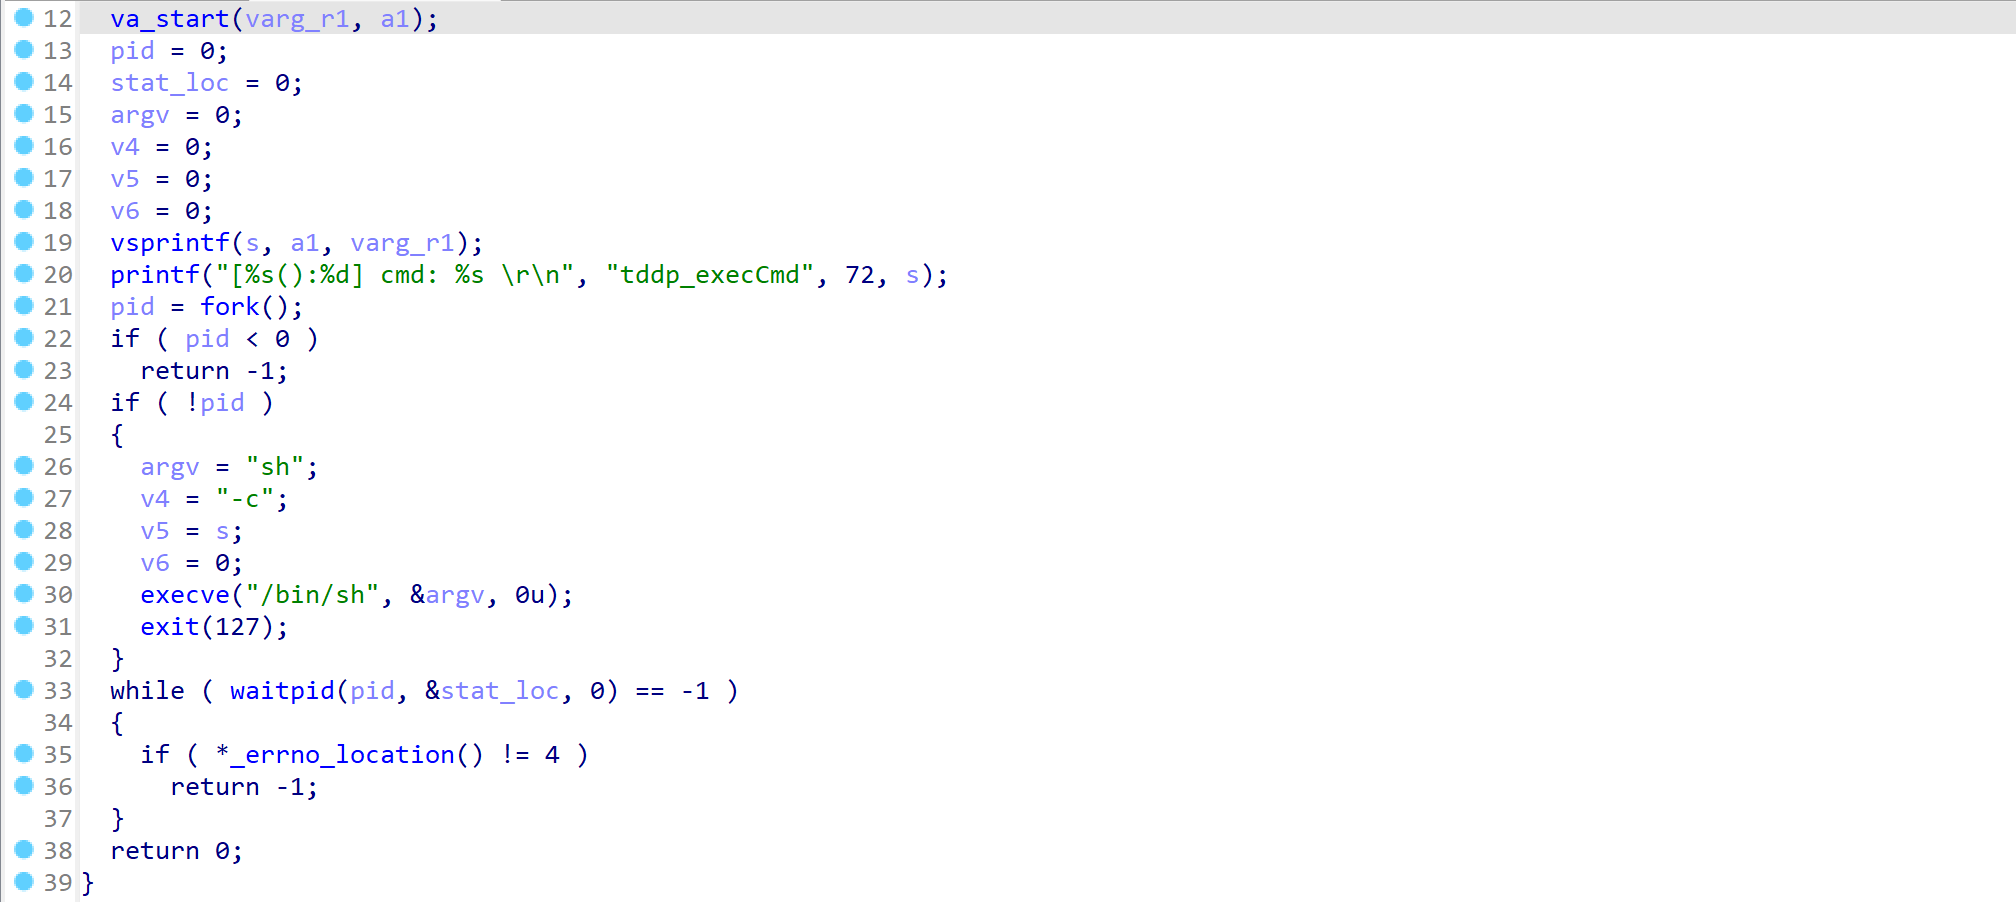 12 va_start(varg_r1, a1);
13 pid = 0;
14 stat_loc = 0;
15 argv = 0;
16 v4 = 0;
17 v5 = 0;
18 v6 = 0;
19 vsprintf(s, a1, varg_r1);
20 printf("[%s():%d] cmd: %s \r\n", "tddp_execCmd", 72, s);
21 pid = fork();
22 if ( pid < 0 )
23 return -1;
24 if ( !pid )
25 {
26 argv = "sh";
27 v4 = "-c";
28 v5 = s;
29 v6 = 0;
30 execve("/bin/sh", &argv, 0u);
31 exit(127);
32 }
33 while ( waitpid(pid, &stat_loc, 0) == -1 )
34 {
35 if ( *_errno_location() != 4 )
36 return -1;
37 }
38 return 0;
39 }